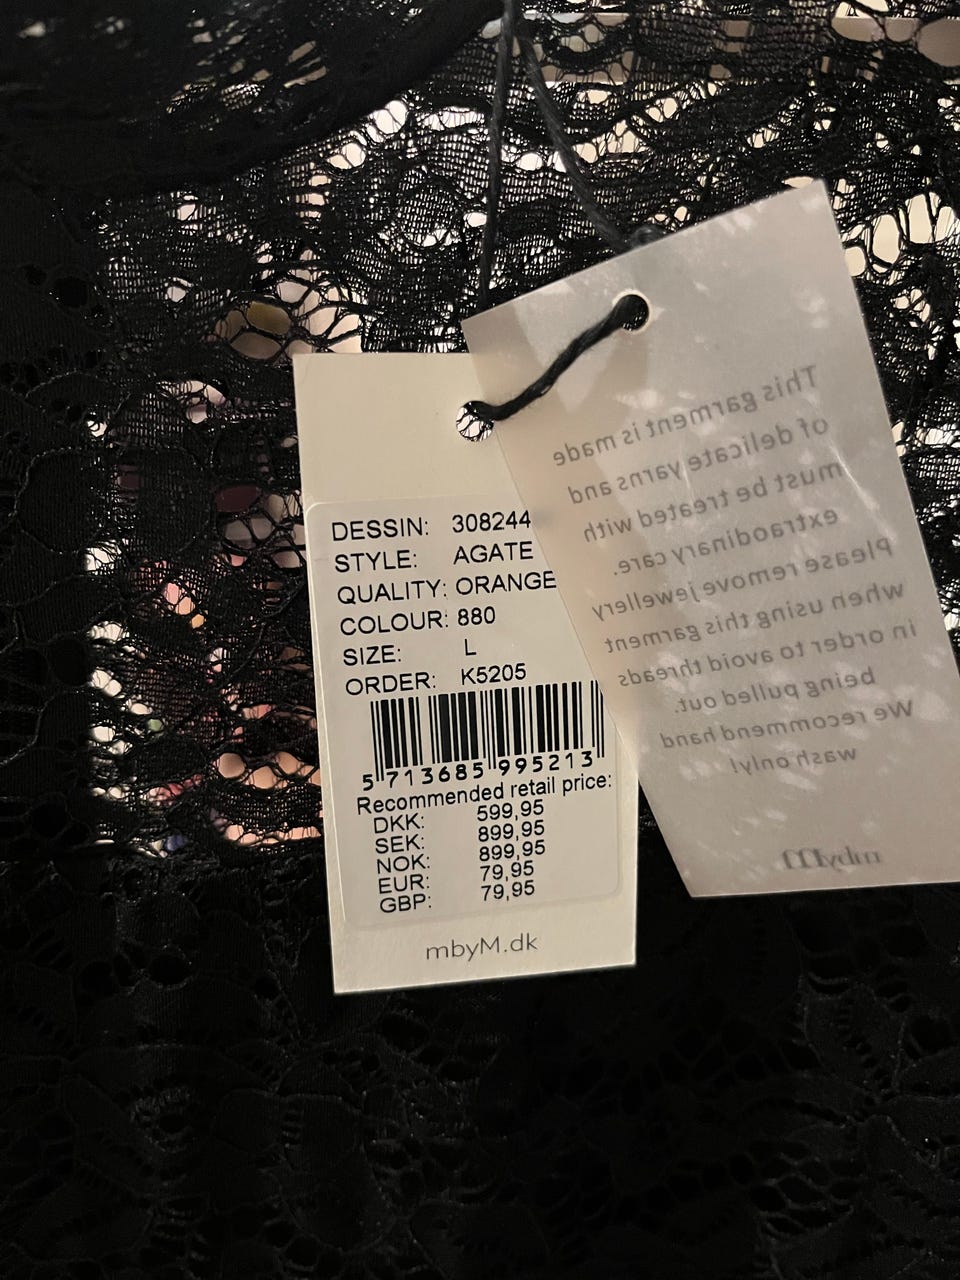 DESSIN: 308244
STYLE: AGATE
QUALITY: ORANGE
COLOUR: 880
SIZE: L
ORDER: K5205
5 713685 995213
Recommended retail price:
DKK: 599,95
SEK: 899,95
NOK: 899,95
EUR: 79,95
GBP: 79,95
mbyM.dk
This garment is made
of delicate yarns and
must be treated with
extraodinary care.
Please remove jewellery
when using this garment
in order to avoid threads
being pulled out.
We recommend hand
wash only!
mbyM